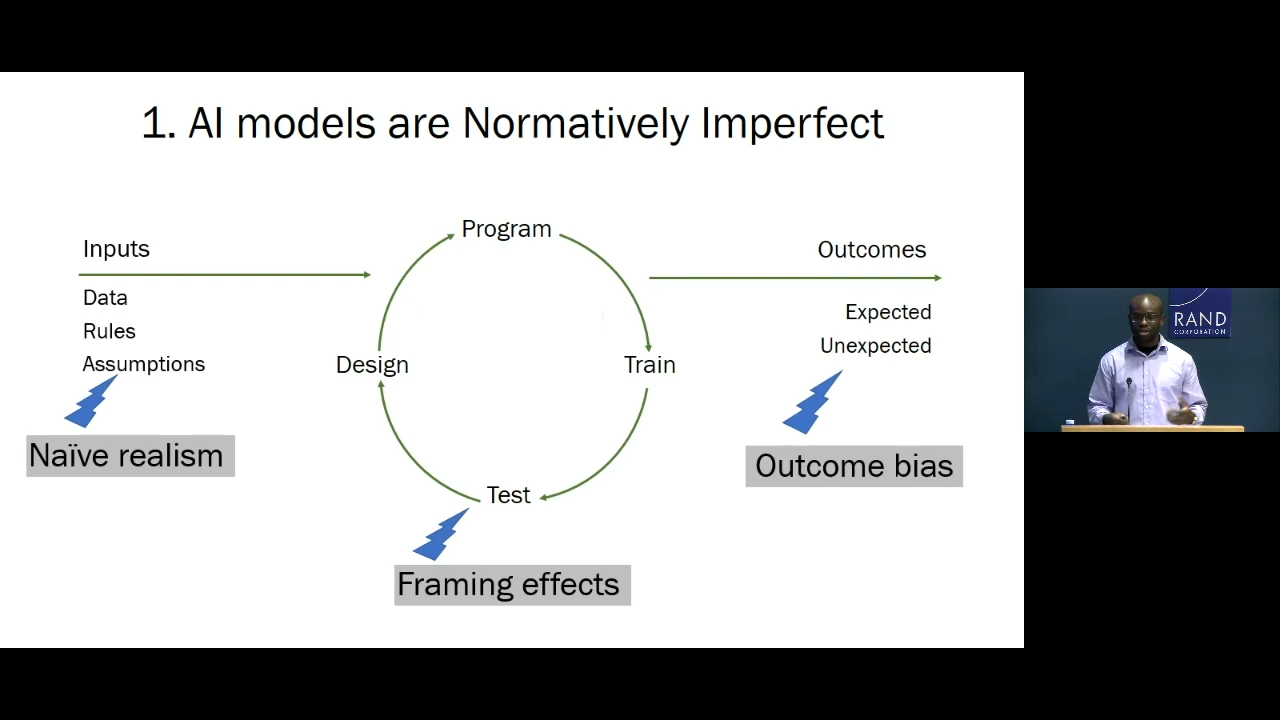 1. AI models are Normatively Imperfect
Program
Inputs
Outcomes
Data
Expected
Rules
Unexpected
Assumptions
Design
Train
Naïve realism
Outcome bias
Test
Framing effects
RAND
CORPORATION